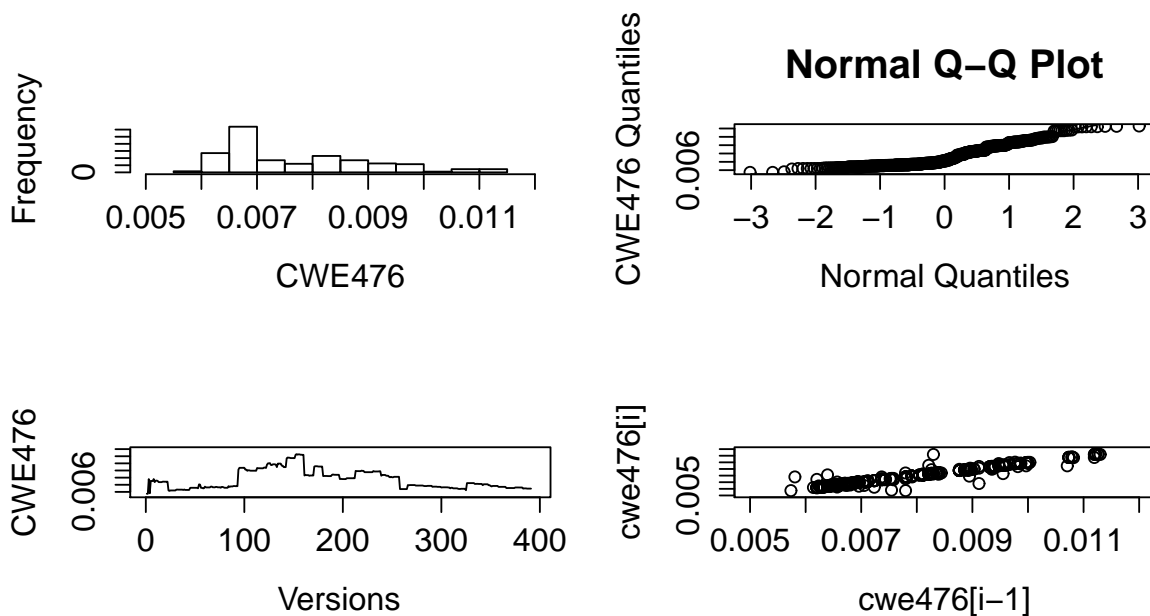 Frequency
0
0.005 0.007 0.009 0.011
CWE476
Normal Q−Q Plot
CWE476 Quantiles
0.006
−3 −2 −1 0 1 2 3
Normal Quantiles
CWE476
0.006
0 100 200 300 400
Versions
cwe476[i]
0.005
0.005 0.007 0.009 0.011
cwe476[i−1]